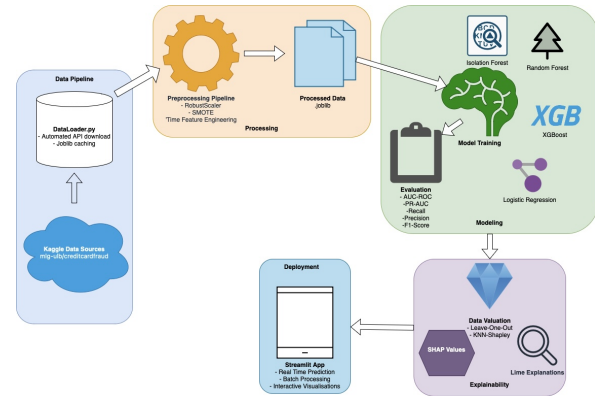 Data Pipeline
DataLoader.py
- Automated API download
- Joblib caching
Kaggle Data Sources
mlg-ulb/creditcardfraud
Preprocessing Pipeline
- RobustScaler
- SMOTE
'Time Feature Engineering
Processed Data
.joblib
Processing
Isolation Forest
Random Forest
XGB
XGBoost
Model Training
Logistic Regression
Evaluation
- AUC-ROC
-PR-AUC
-Recall
-Precision
-F1-Score
Modeling
Data Valuation
- Leave-One-Out
- KNN-Shapley
SHAP Values
Lime Explanations
Explainability
Deployment
Streamlit App
- Real Time Prediction
- Batch Processing
- Interactive Visualisations